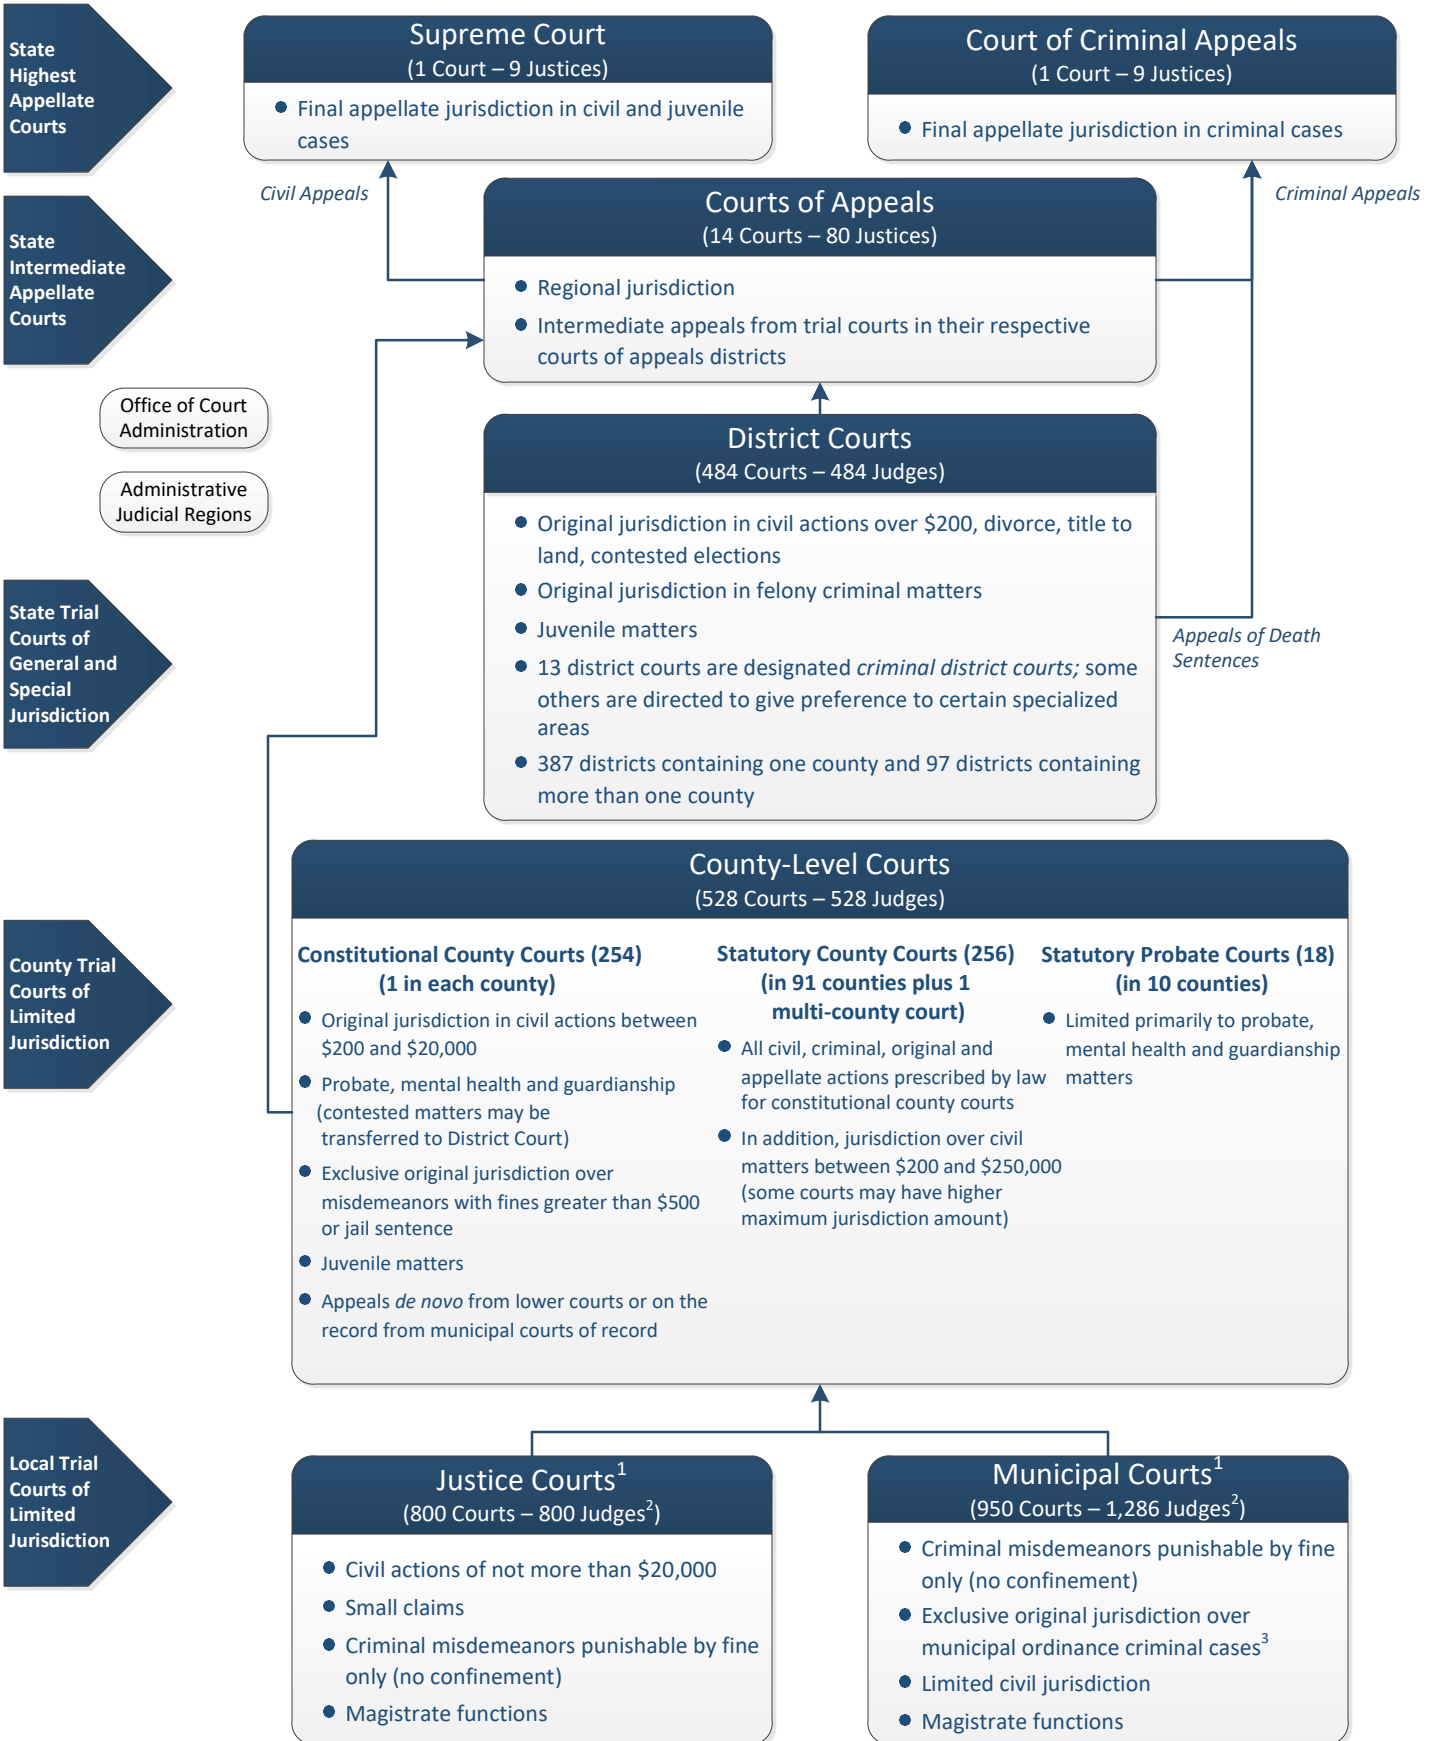 State
Highest
Appellate
Courts
Supreme Court
(1 Court – 9 Justices)
● Final appellate jurisdiction in civil and juvenile
cases
Court of Criminal Appeals
(1 Court – 9 Justices)
● Final appellate jurisdiction in criminal cases
Civil Appeals
Criminal Appeals
State
Intermediate
Appellate
Courts
Courts of Appeals
(14 Courts – 80 Justices)
● Regional jurisdiction
● Intermediate appeals from trial courts in their respective
courts of appeals districts
Office of Court
Administration
Administrative
Judicial Regions
State Trial
Courts of
General and
Special
Jurisdiction
District Courts
(484 Courts – 484 Judges)
● Original jurisdiction in civil actions over $200, divorce, title to
land, contested elections
● Original jurisdiction in felony criminal matters
● Juvenile matters
● 13 district courts are designated criminal district courts; some
others are directed to give preference to certain specialized
areas
● 387 districts containing one county and 97 districts containing
more than one county
Appeals of Death
Sentences
County Trial
Courts of
Limited
Jurisdiction
County-Level Courts
(528 Courts – 528 Judges)
Constitutional County Courts (254)
(1 in each county)
● Original jurisdiction in civil actions between
$200 and $20,000
● Probate, mental health and guardianship
(contested matters may be
transferred to District Court)
● Exclusive original jurisdiction over
misdemeanors with fines greater than $500
or jail sentence
● Juvenile matters
● Appeals de novo from lower courts or on the
record from municipal courts of record
Statutory County Courts (256)
(in 91 counties plus 1
multi-county court)
● All civil, criminal, original and
appellate actions prescribed by law
for constitutional county courts
● In addition, jurisdiction over civil
matters between $200 and $250,000
(some courts may have higher
maximum jurisdiction amount)
Statutory Probate Courts (18)
(in 10 counties)
● Limited primarily to probate,
mental health and guardianship
matters
Local Trial
Courts of
Limited
Jurisdiction
Justice Courts1
(800 Courts – 800 Judges2)
● Civil actions of not more than $20,000
● Small claims
● Criminal misdemeanors punishable by fine
only (no confinement)
● Magistrate functions
Municipal Courts1
(950 Courts – 1,286 Judges2)
● Criminal misdemeanors punishable by fine
only (no confinement)
● Exclusive original jurisdiction over
municipal ordinance criminal cases3
● Limited civil jurisdiction
● Magistrate functions